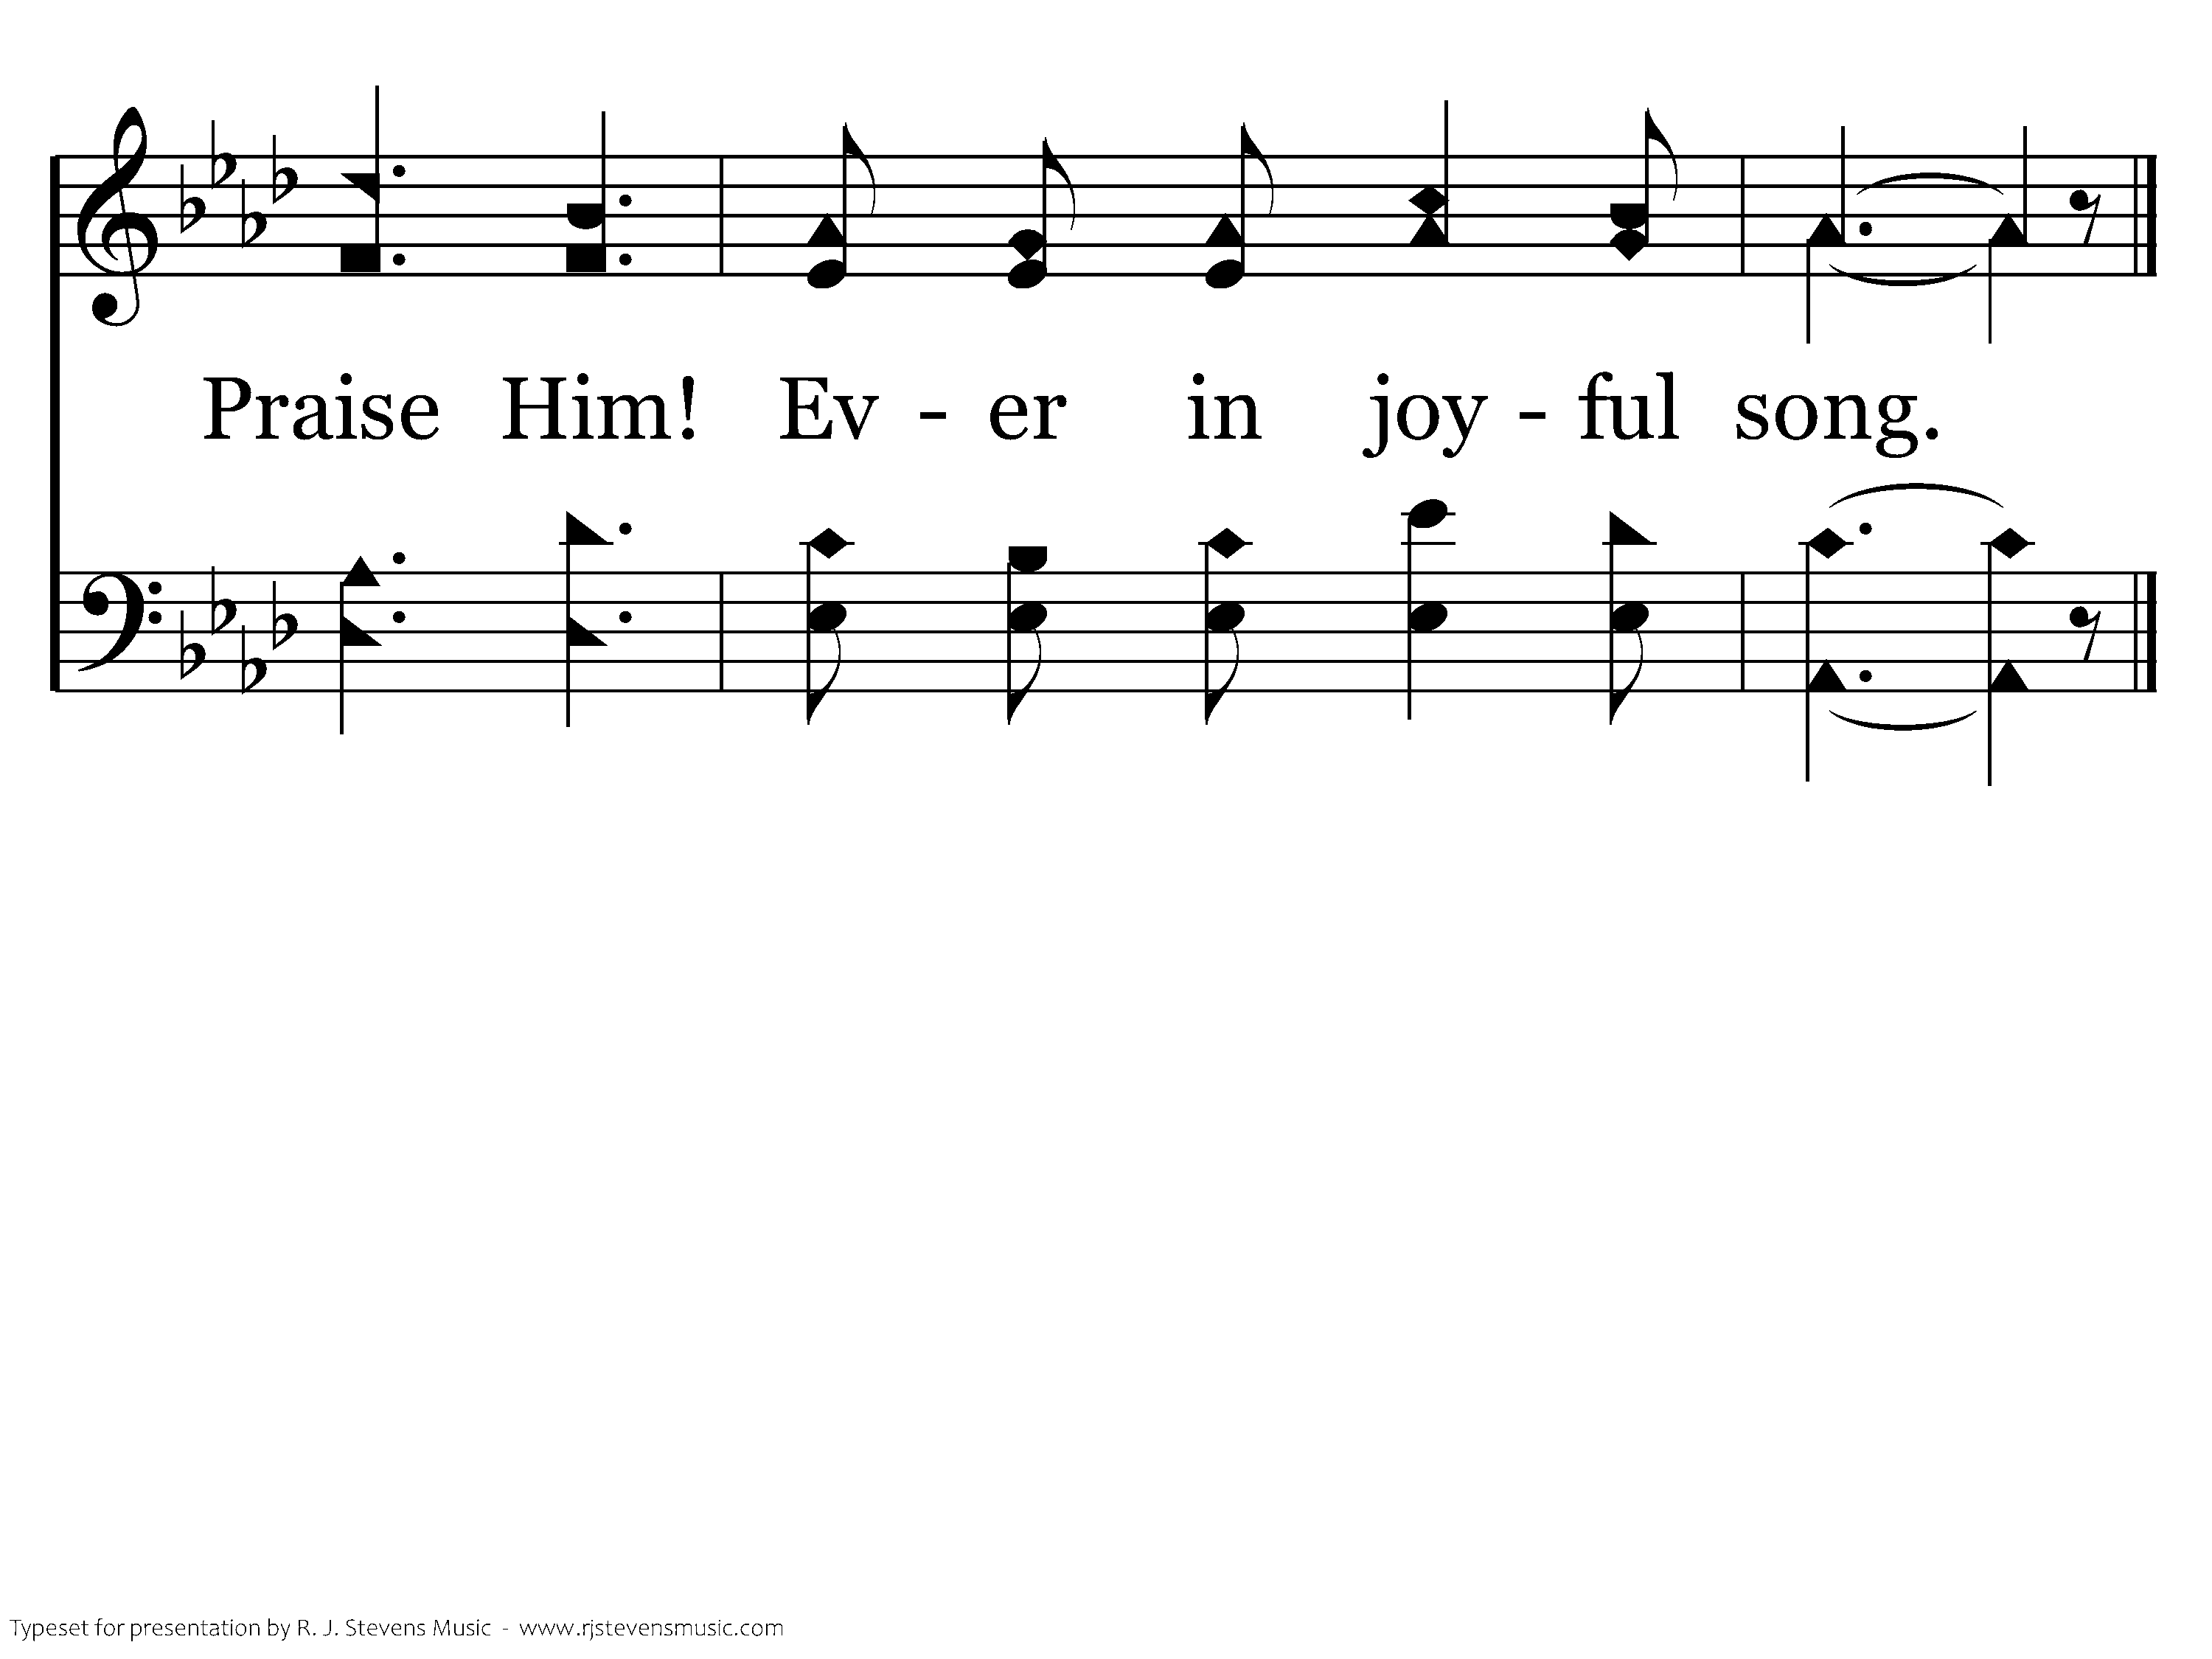 Praise Him! Ev - er in joy - ful song.
Typeset for presentation by R. J. Stevens Music - www.rjstevensmusic.com